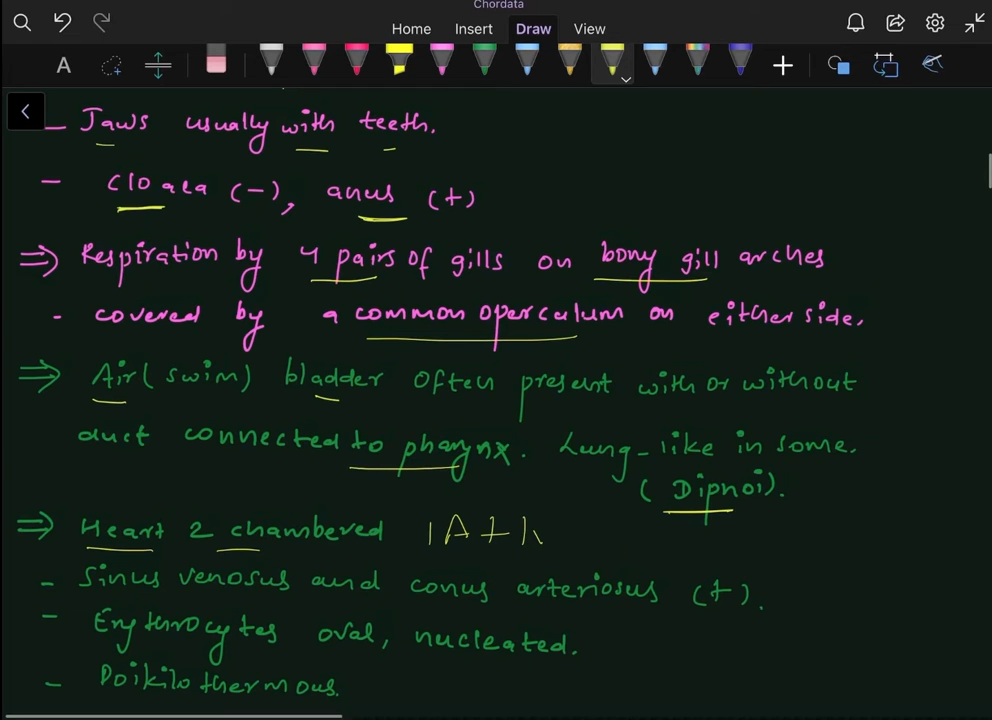 Chordata
Home Insert Draw View
A
- Jaws usually with teeth.
- Cloaca (-), anus (+)
⇒ Respiration by 4 pairs of gills on bony gill arches
- covered by a common operculum on either side.
⇒ Air (swim) bladder often present with or without
duct connected to pharynx. Lung-like in some.
(Dipnoi).
⇒ Heart 2 chambered 1A+1
- Sinus venosus and conus arteriosus (+).
- Erythrocytes oval, nucleated.
- Poikilothermous.